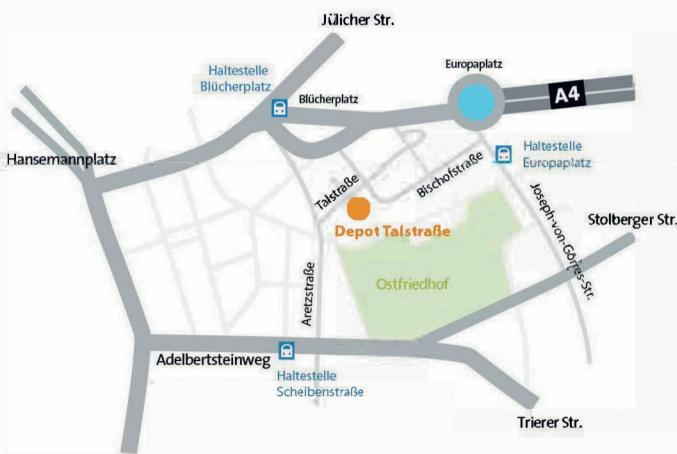 Jülicher Str.
Haltestelle
Blücherplatz
Europaplatz
Blücherplatz
A4
Hansemannplatz
Haltestelle
Europaplatz
Talstraße
Bischofstraße
Joseph-von-Görres-Str.
Stolberger Str.
Depot Talstraße
Aretzstraße
Ostfriedhof
Adelbertsteinweg
Haltestelle
Scheibenstraße
Trierer Str.